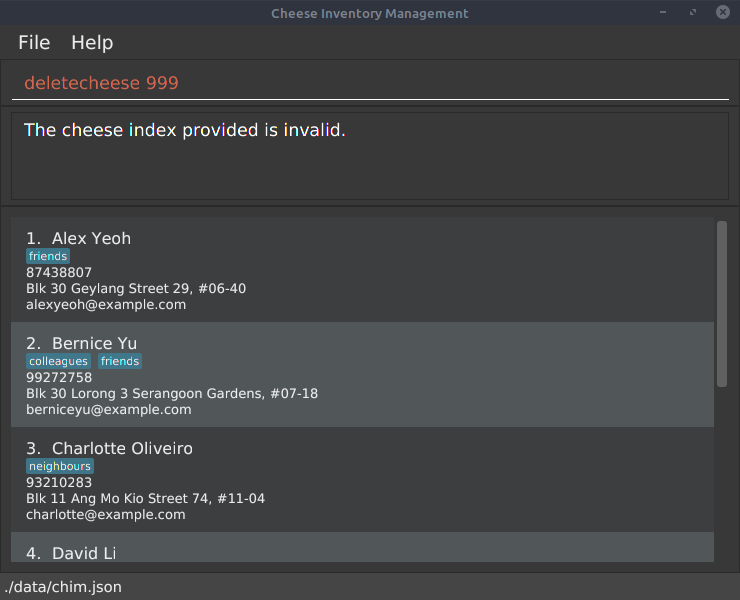 Cheese Inventory Management
File Help
deletecheese 999
The cheese index provided is invalid.
1. Alex Yeoh
friends
87438807
Blk 30 Geylang Street 29, #06-40
alexyeoh@example.com
2. Bernice Yu
colleagues friends
99272758
Blk 30 Lorong 3 Serangoon Gardens, #07-18
berniceyu@example.com
3. Charlotte Oliveiro
neighbours
93210283
Blk 11 Ang Mo Kio Street 74, #11-04
charlotte@example.com
4. David Li
./data/chim.json